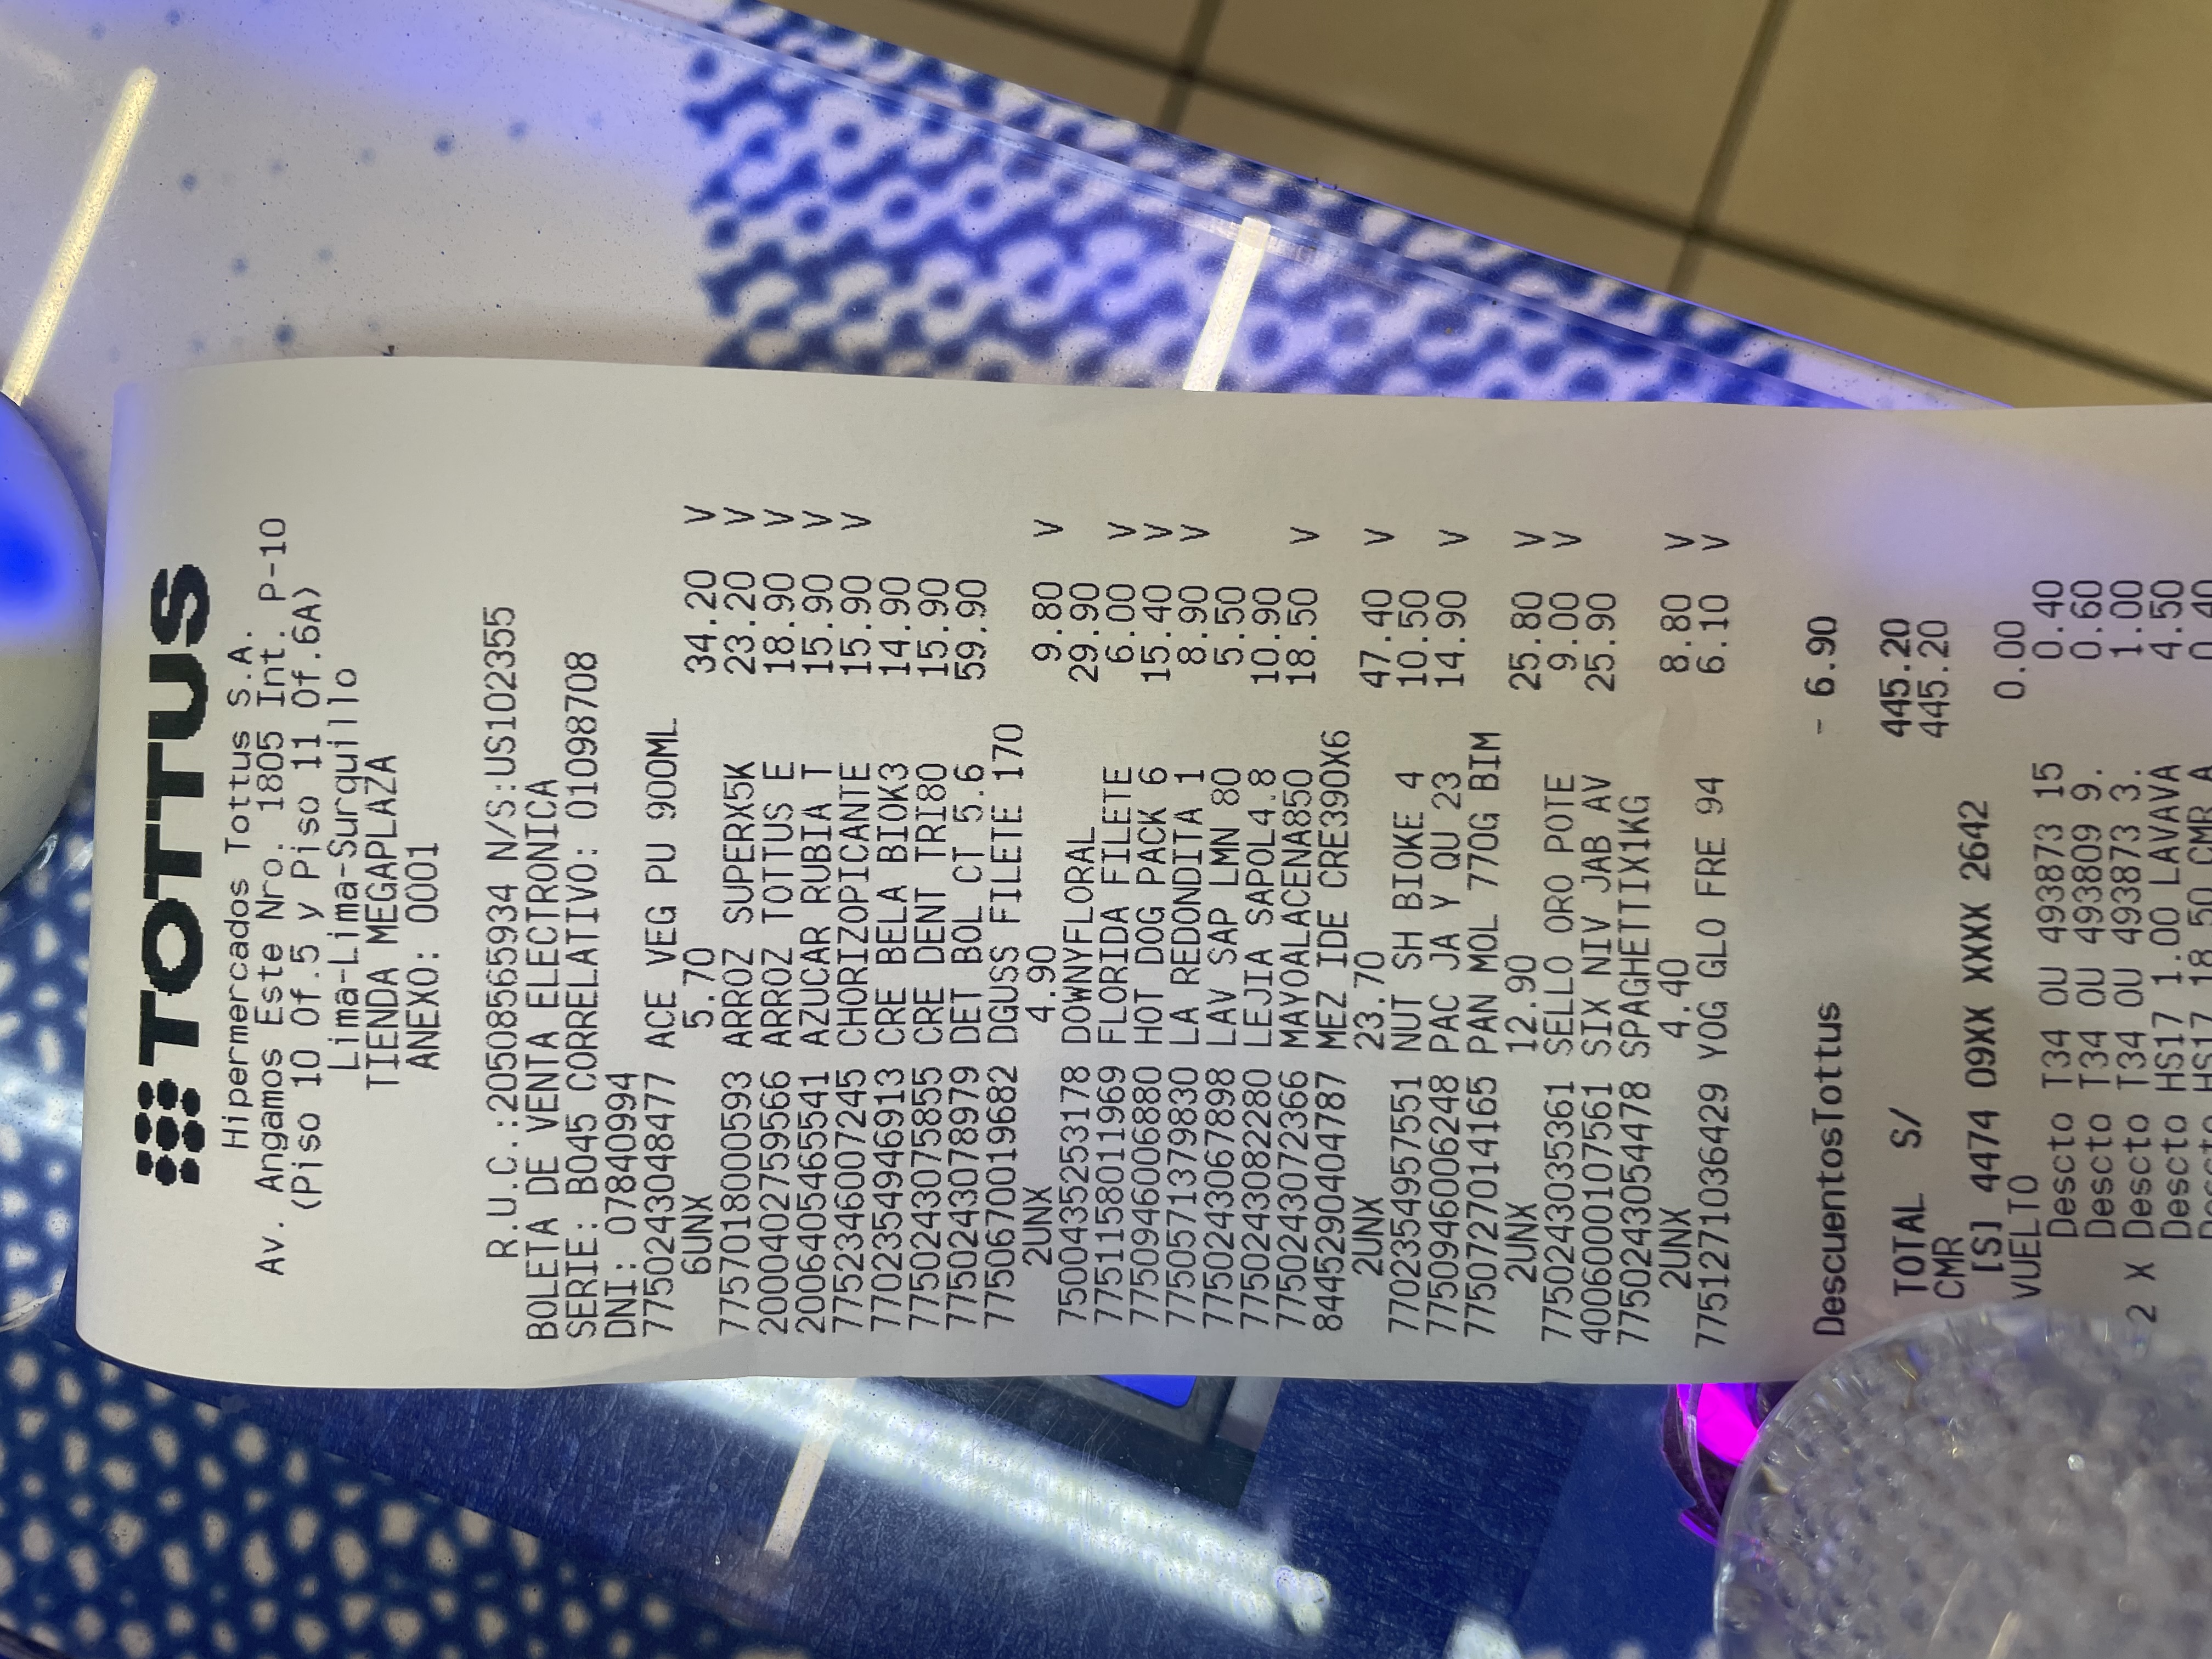 TOTTUS
Hipermercados Tottus S.A.
Av. Angamos Este Nro. 1805 Int. P-10
(Piso 10 Of.5 y Piso 11 Of.6A)
Lima-Lima-Surquillo
TIENDA MEGAPLAZA
ANEXO: 0001
R.U.C.:20508565934 N/S:US102355
BOLETA DE VENTA ELECTRONICA
SERIE: B045 CORRELATIVO: 01098708
DNI: 07840994
7750243048477 ACE VEG PU 900ML
6UNX 5.70 34.20 V
7757018000593 ARROZ SUPERX5K 23.20 V
2000402759566 ARROZ TOTTUS E 18.90 V
2006405465541 AZUCAR RUBIA T 15.90 V
7752346007245 CHORIZOPICANTE 15.90 V
7702354946913 CRE BELA BIOK3 14.90
7750243075855 CRE DENT TRI80 15.90
7750243078979 DET BOL CT 5.6 59.90
7750670019682 DGUSS FILETE 170
2UNX 4.90 9.80 V
7500435253178 DOWNYFLORAL 29.90
7751158011969 FLORIDA FILETE 6.00 V
7750946006880 HOT DOG PACK 6 15.40 V
7750571379830 LA REDONDITA 1 8.90 V
7750243067898 LAV SAP LMN 80 5.50
7750243082280 LEJIA SAPOL4.8 10.90
7750243072366 MAYOALACENA850 18.50 V
8445290404787 MEZ IDE CRE390X6
2UNX 23.70 47.40 V
7702354957551 NUT SH BIOKE 4 10.50
7750946006248 PAC JA Y QU 23 14.90 V
7750727014165 PAN MOL 770G BIM
2UNX 12.90 25.80 V
7750243035361 SELLO ORO POTE 9.00 V
4006000107561 SIX NIV JAB AV 25.90
7750243054478 SPAGHETTIX1KG
2UNX 4.40 8.80 V
7751271036429 YOG GLO FRE 94 6.10 V
DescuentosTottus - 6.90
TOTAL S/ 445.20
CMR 445.20
[S] 4474 09XX XXXX 2642
VUELTO 0.00
Descto T34 OU 493873 15 0.40
Descto T34 OU 493809 9. 0.60
2 X Descto T34 OU 493873 3. 1.00
Descto HS17 1.00 LAVAVA 4.50
Descto HS17 18.50 CMR A 0.40